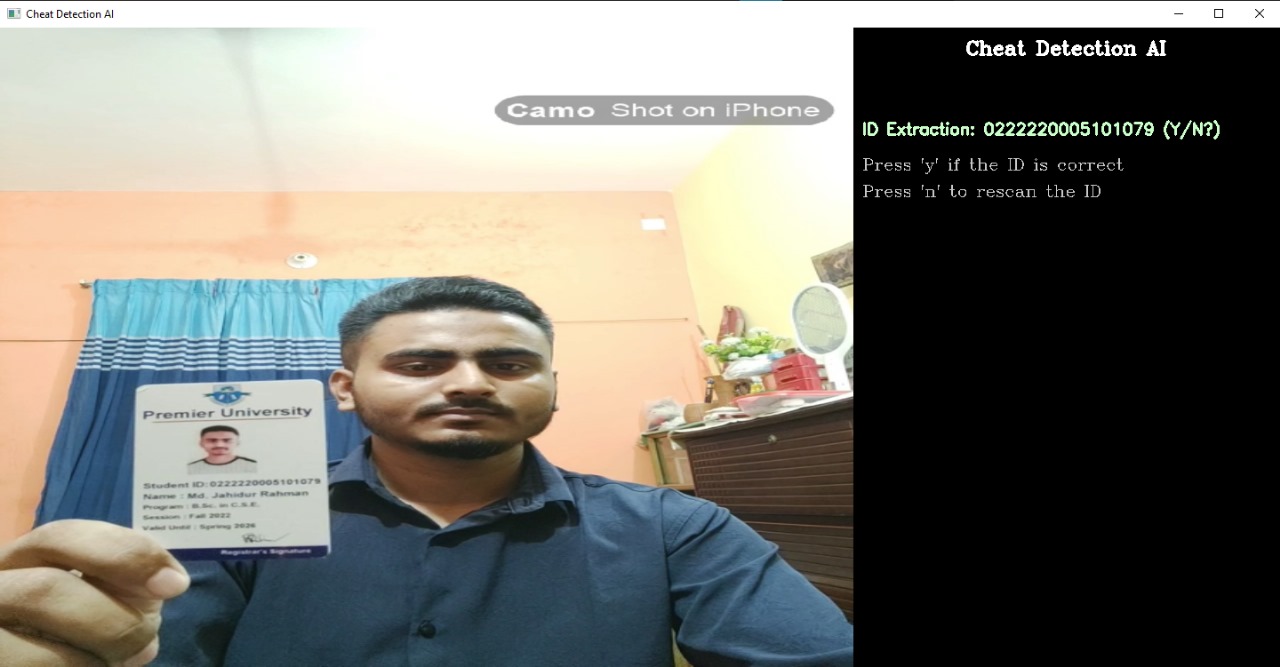 Cheat Detection AI
Cheat Detection AI
Camo Shot on iPhone
ID Extraction: 0222220005101079 (Y/N?)
Press 'y' if the ID is correct
Press 'n' to rescan the ID
Premier University
Student ID:0222220005101079
Name : Md. Jahidur Rahman
Program : B.Sc. in C.S.E.
Session : Fall 2022
Valid Until : Spring 2026
Registrar's Signature